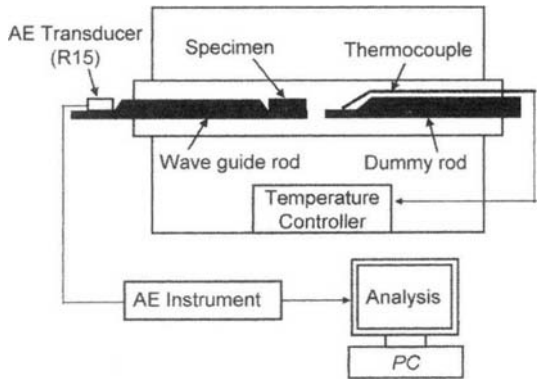 AE Transducer
(R15)
Specimen
Thermocouple
Wave guide rod
Dummy rod
Temperature
Controller
AE Instrument
Analysis
PC